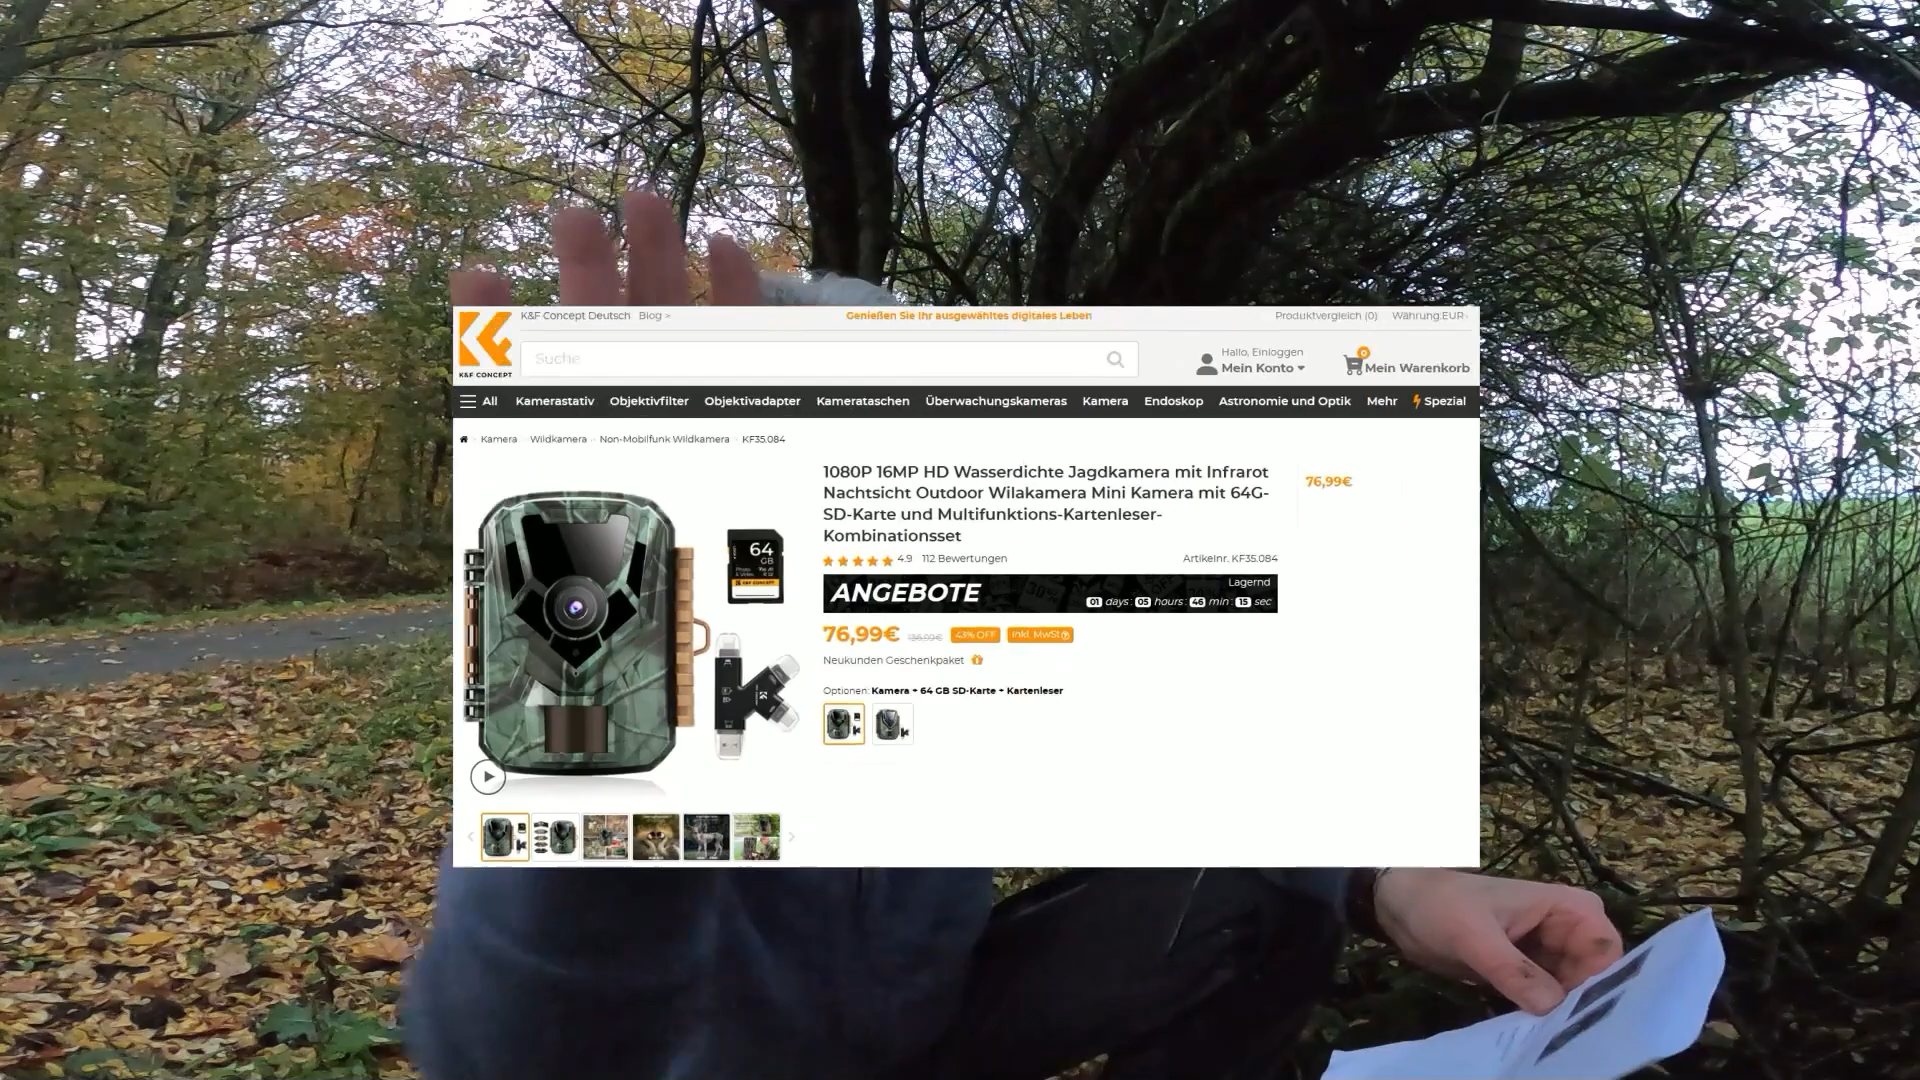 K&F Concept Deutsch Blog >
Genießen Sie Ihr ausgewähltes digitales Leben
Produktvergleich (0) Währung:EUR
K&F CONCEPT
Suche
Hallo, Einloggen
Mein Konto
0
Mein Warenkorb
All Kamerastativ Objektivfilter Objektivadapter Kamerataschen Überwachungskameras Kamera Endoskop Astronomie und Optik Mehr Spezial
Kamera Wildkamera Non-Mobilfunk Wildkamera KF35.084
1080P 16MP HD Wasserdichte Jagdkamera mit Infrarot
Nachtsicht Outdoor Wilakamera Mini Kamera mit 64G-
SD-Karte und Multifunktions-Kartenleser-
Kombinationsset
76,99€
4.9 112 Bewertungen Artikelnr. KF35.084
ANGEBOTE
Lagernd
01 days: 05 hours: 46 min: 15 sec
76,99€ 43% OFF Inkl. MwSt
Neukunden Geschenkpaket
Optionen: Kamera + 64 GB SD-Karte + Kartenleser
64
GB